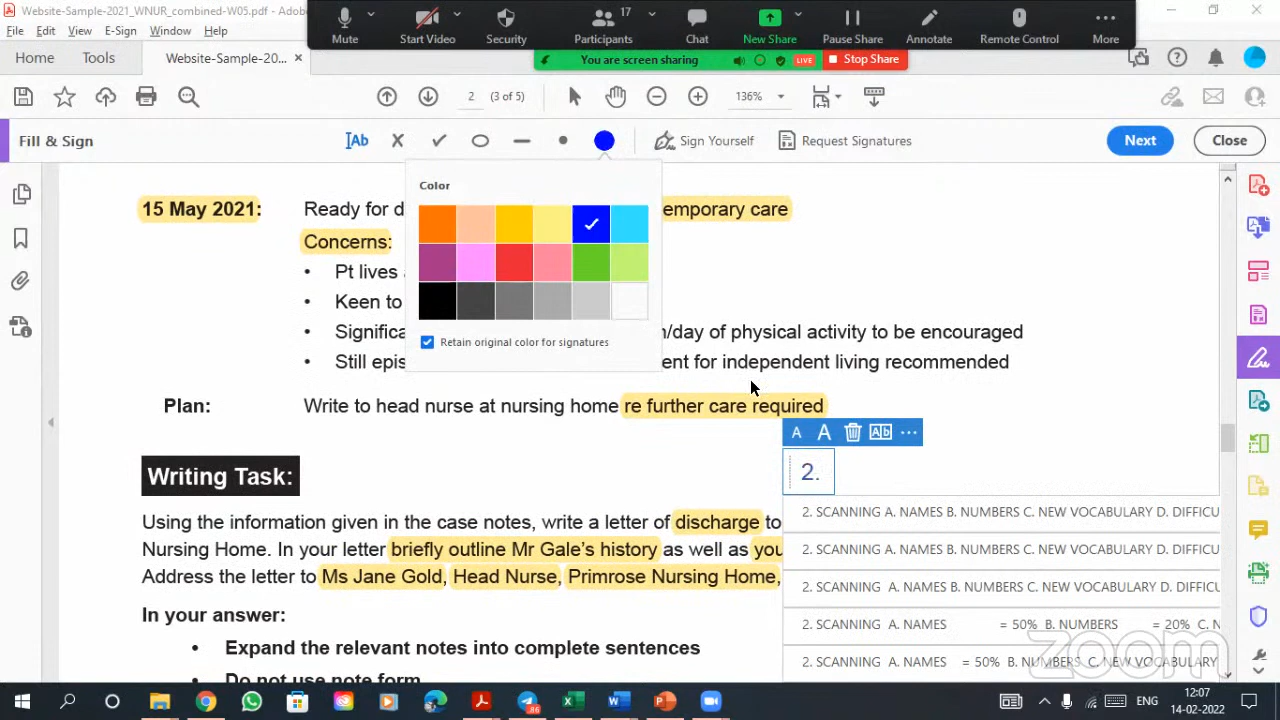 Website-Sample-2021_WNUR_combined-W05.pdf - Adob
File Edit View E-Sign Window Help
Mute Start Video Security Participants 17 Chat New Share Pause Share Annotate Remote Control More
You are screen sharing LIVE Stop Share
Home Tools Website-Sample-20... ×
2 (3 of 5) 136%
Fill & Sign Ab Sign Yourself Request Signatures Next Close
Color
15 May 2021: Ready for d emporary care
Concerns:
• Pt lives
• Keen to
• Significa /day of physical activity to be encouraged
Retain original color for signatures
• Still epis ent for independent living recommended
Plan: Write to head nurse at nursing home re further care required
A A Ab ...
2.
Writing Task:
2. SCANNING A. NAMES B. NUMBERS C. NEW VOCABULARY D. DIFFICU
Using the information given in the case notes, write a letter of discharge to
Nursing Home. In your letter briefly outline Mr Gale's history as well as you
2. SCANNING A. NAMES B. NUMBERS C. NEW VOCABULARY D. DIFFICU
Address the letter to Ms Jane Gold, Head Nurse, Primrose Nursing Home,
2. SCANNING A. NAMES B. NUMBERS C. NEW VOCABULARY D. DIFFICU
In your answer:
2. SCANNING A. NAMES = 50% B. NUMBERS = 20% C. N
• Expand the relevant notes into complete sentences
2. SCANNING A. NAMES = 50% B. NUMBERS C. NEW VOCABULARY
zoom
• Do not use note form
ENG 12:07
14-02-2022